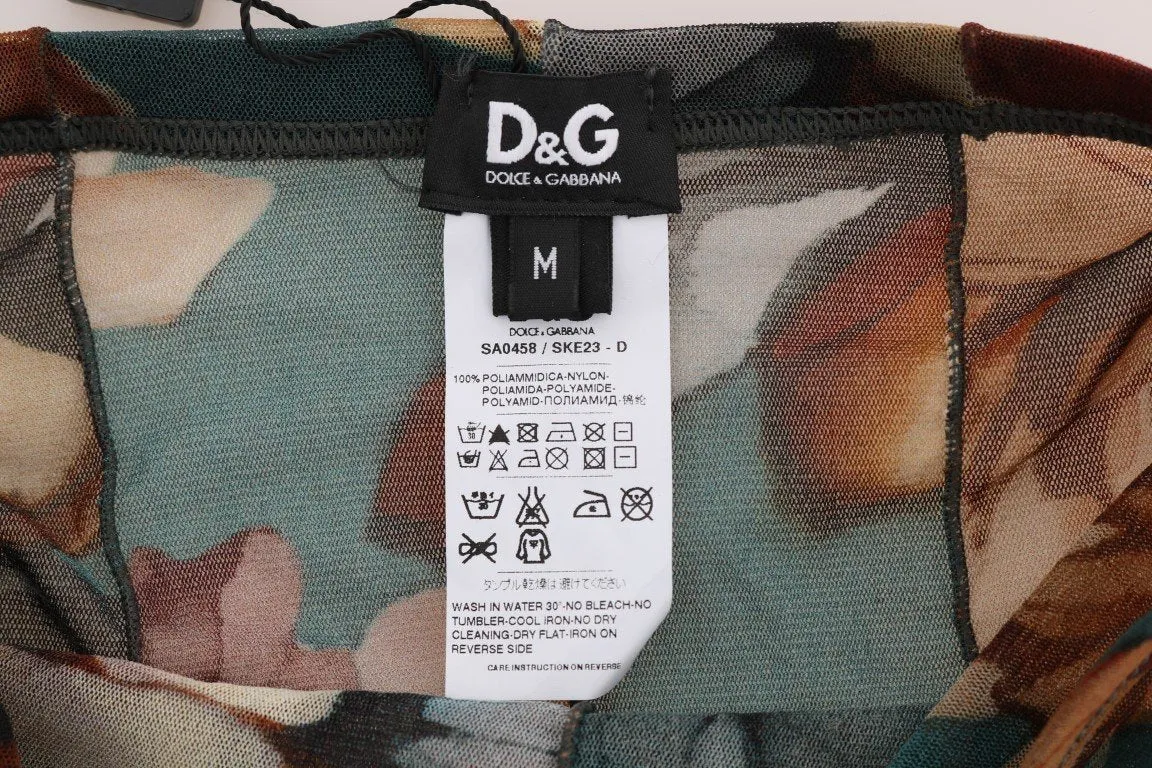 D&G
DOLCE & GABBANA
M
DOLCE & GABBANA
SA0458 / SKE23 - D
100% POLIAMMIDICA-NYLON-
POLIAMIDA-POLYAMIDE-
POLYAMID-ПОЛИАМИД-锦纶
30
30
タンブル乾燥は避けてください
WASH IN WATER 30°-NO BLEACH-NO
TUMBLER-COOL IRON-NO DRY
CLEANING-DRY FLAT-IRON ON
REVERSE SIDE
CARE INSTRUCTION ON REVERSE